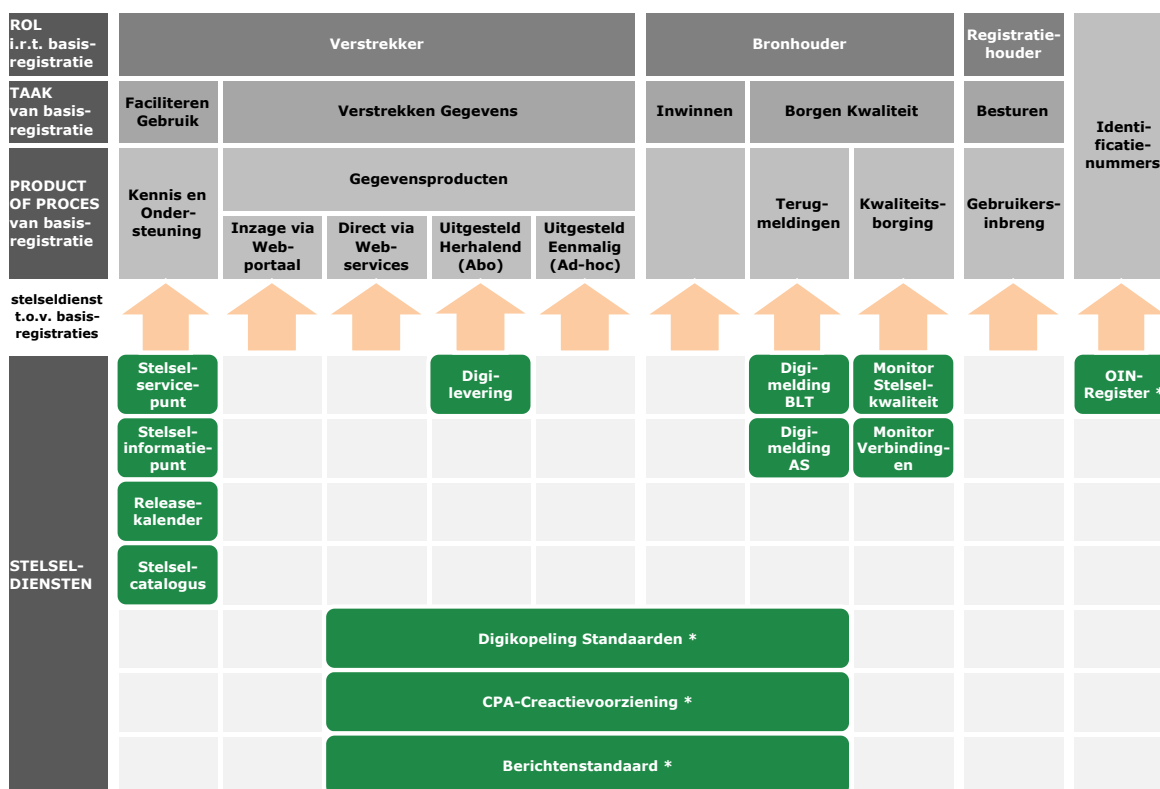 ROL
i.r.t. basis-
registratie
Verstrekker
Bronhouder
Registratie-
houder
TAAK
van basis-
registratie
Faciliteren
Gebruik
Verstrekken Gegevens
Inwinnen
Borgen Kwaliteit
Besturen
Identi-
ficatie-
nummers
PRODUCT
OF PROCES
van basis-
registratie
Kennis en
Onder-
steuning
Gegevensproducten
Inzage via
Web-
portaal
Direct via
Web-
services
Uitgesteld
Herhalend
(Abo)
Uitgesteld
Eenmalig
(Ad-hoc)
Terug-
meldingen
Kwaliteits-
borging
Gebruikers-
inbreng
stelseldienst
t.o.v. basis-
registraties
STELSEL-
DIENSTEN
Stelsel-
service-
punt
Digi-
levering
Digi-
melding
BLT
Monitor
Stelsel-
kwaliteit
OIN-
Register *
Stelsel-
informatie-
punt
Digi-
melding
AS
Monitor
Verbinding-
en
Release-
kalender
Stelsel-
catalogus
Digikopeling Standaarden *
CPA-Creactievoorziening *
Berichtenstandaard *